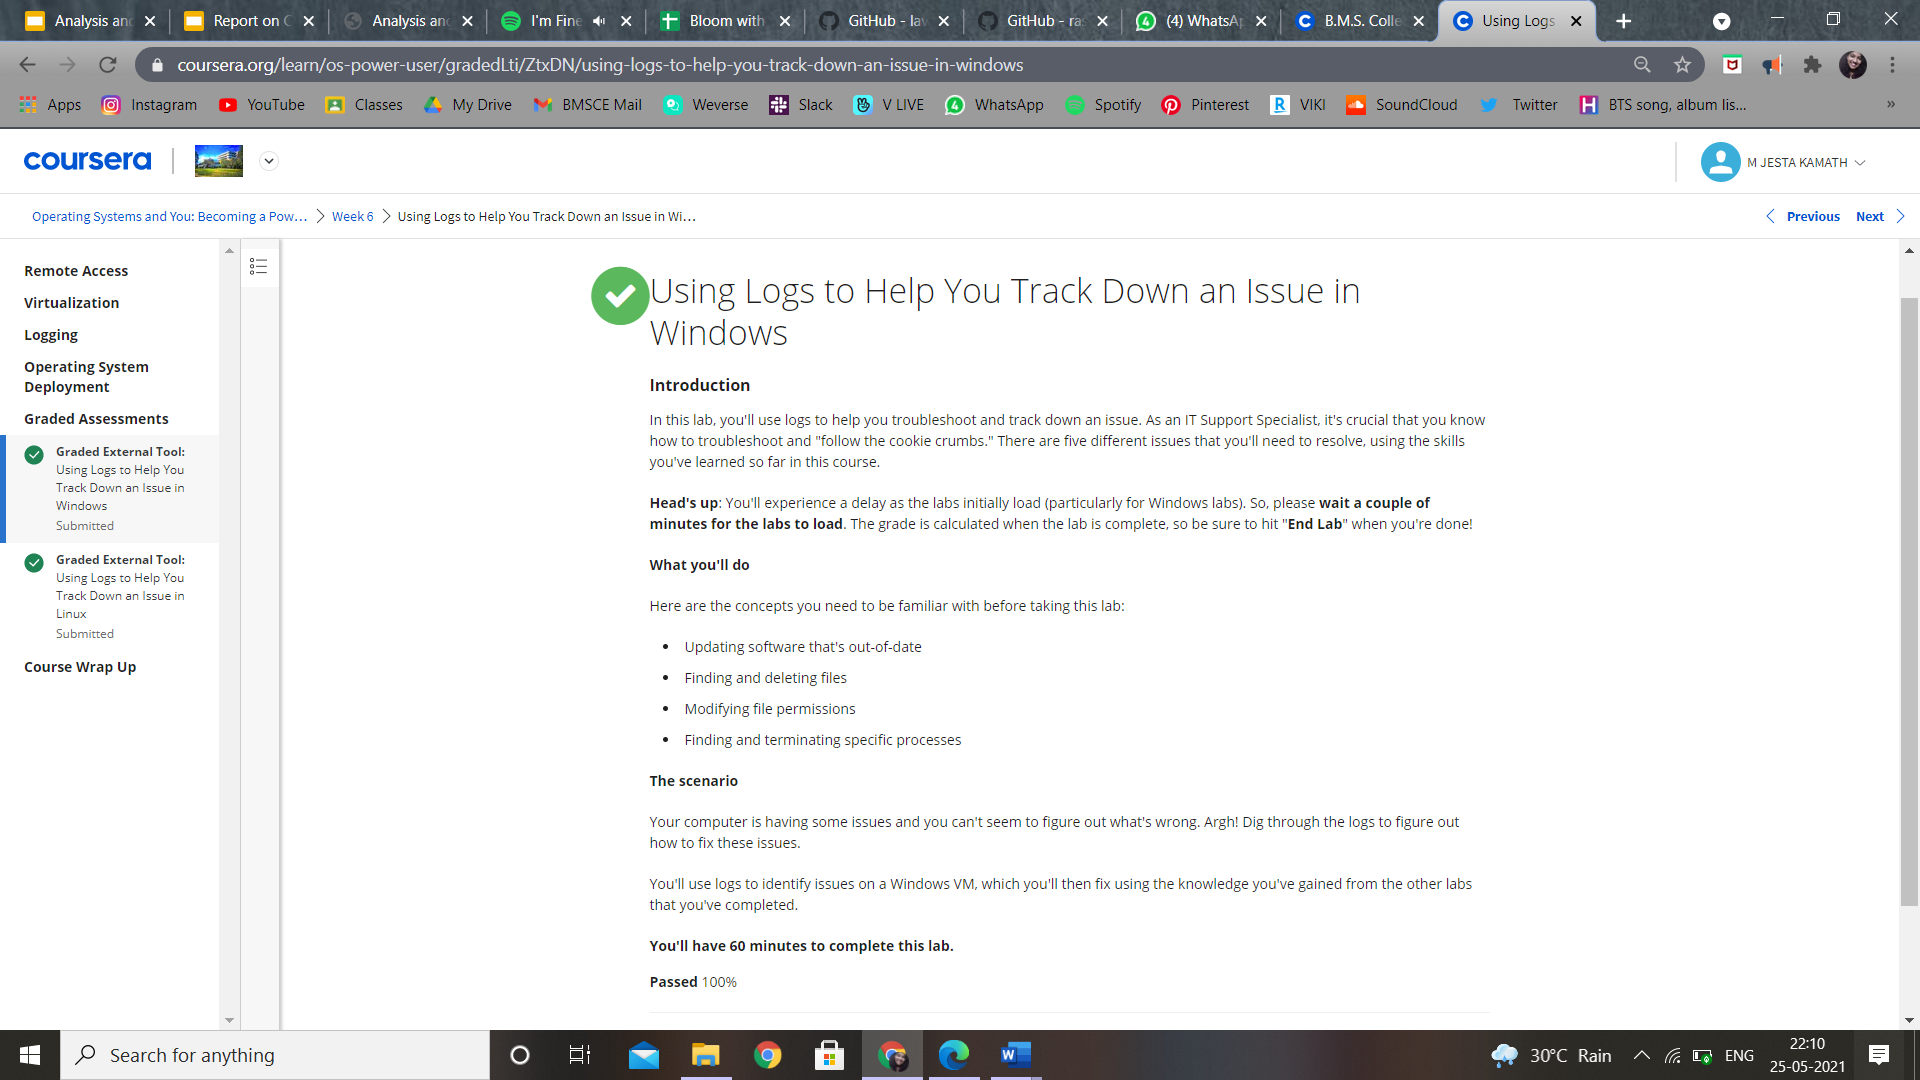 Analysis an
Report on C
Analysis an
I'm Fine
Bloom with
GitHub - la
GitHub - ra
(4) WhatsAp
B.M.S. Colle
Using Logs
coursera.org/learn/os-power-user/gradedLti/ZtxDN/using-logs-to-help-you-track-down-an-issue-in-windows
Apps
Instagram
YouTube
Classes
My Drive
BMSCE Mail
Weverse
Slack
V LIVE
WhatsApp
Spotify
Pinterest
VIKI
SoundCloud
Twitter
BTS song, album lis...
coursera
M JESTA KAMATH
Operating Systems and You: Becoming a Pow... > Week 6 > Using Logs to Help You Track Down an Issue in Wi...
Previous
Next
Remote Access
Virtualization
Logging
Operating System
Deployment
Graded Assessments
Graded External Tool:
Using Logs to Help You
Track Down an Issue in
Windows
Submitted
Graded External Tool:
Using Logs to Help You
Track Down an Issue in
Linux
Submitted
Course Wrap Up
Using Logs to Help You Track Down an Issue in
Windows
Introduction
In this lab, you'll use logs to help you troubleshoot and track down an issue. As an IT Support Specialist, it's crucial that you know
how to troubleshoot and "follow the cookie crumbs." There are five different issues that you'll need to resolve, using the skills
you've learned so far in this course.
Head's up: You'll experience a delay as the labs initially load (particularly for Windows labs). So, please wait a couple of
minutes for the labs to load. The grade is calculated when the lab is complete, so be sure to hit "End Lab" when you're done!
What you'll do
Here are the concepts you need to be familiar with before taking this lab:
• Updating software that's out-of-date
• Finding and deleting files
• Modifying file permissions
• Finding and terminating specific processes
The scenario
Your computer is having some issues and you can't seem to figure out what's wrong. Argh! Dig through the logs to figure out
how to fix these issues.
You'll use logs to identify issues on a Windows VM, which you'll then fix using the knowledge you've gained from the other labs
that you've completed.
You'll have 60 minutes to complete this lab.
Passed 100%
Search for anything
30°C Rain
ENG
22:10
25-05-2021